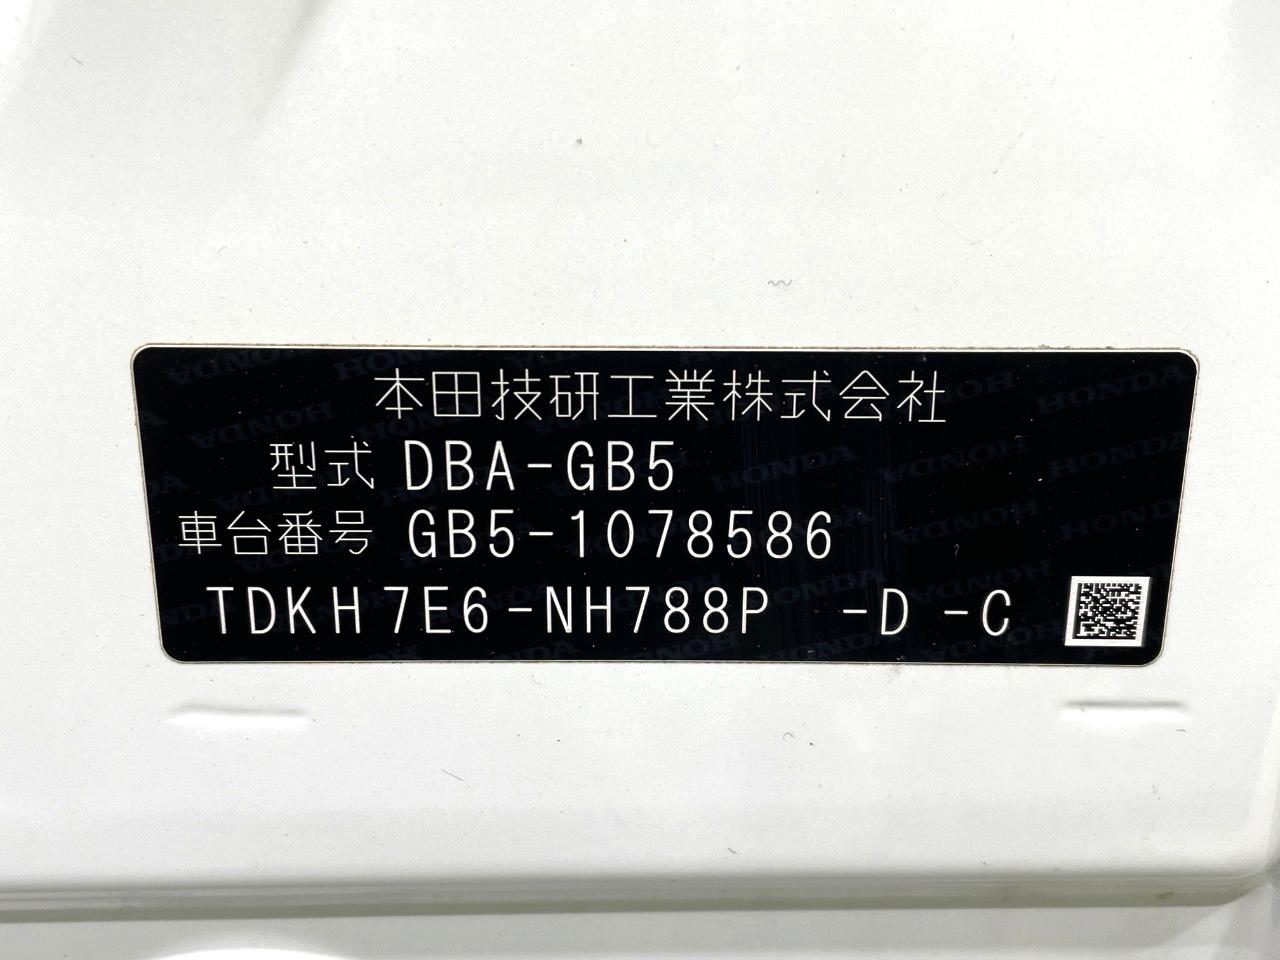 本田技研工業株式会社
型式 DBA-GB5
車台番号 GB5-1078586
TDKH7E6-NH788P -D -C